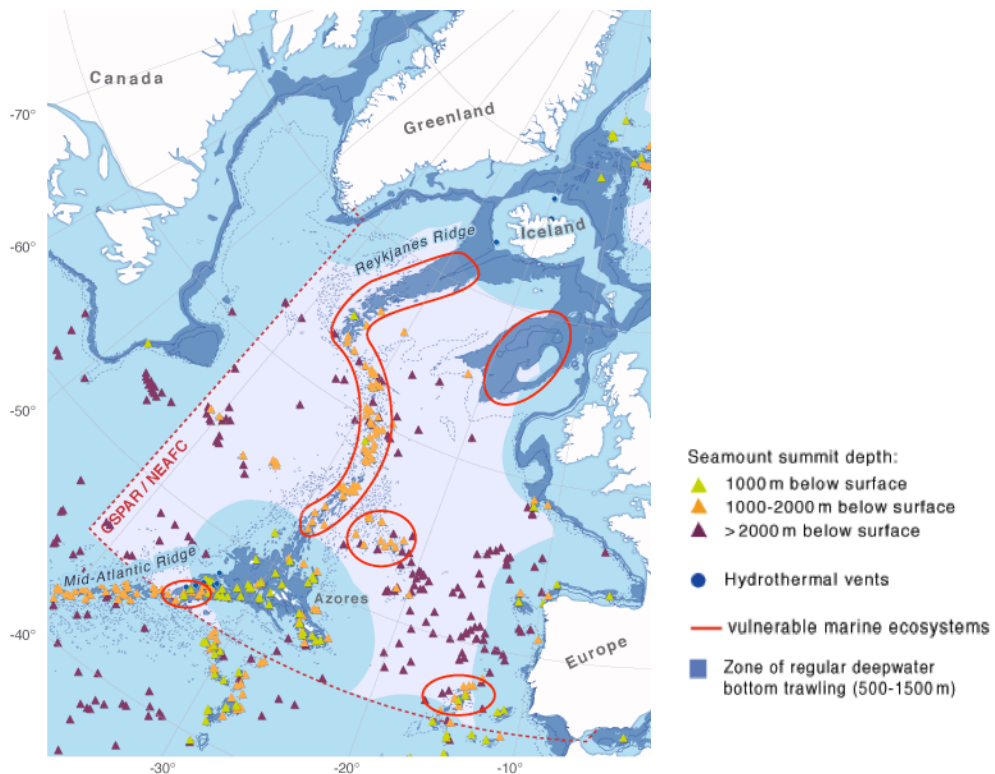 Canada
-70°
Greenland
-60°
Iceland
Reykjanes Ridge
-50°
OSPAR / NEAFC
Mid-Atlantic Ridge
Azores
-40°
Europe
-30°
-20°
-10°
Seamount summit depth:
1000 m below surface
1000-2000 m below surface
> 2000 m below surface
Hydrothermal vents
vulnerable marine ecosystems
Zone of regular deepwater
bottom trawling (500-1500 m)